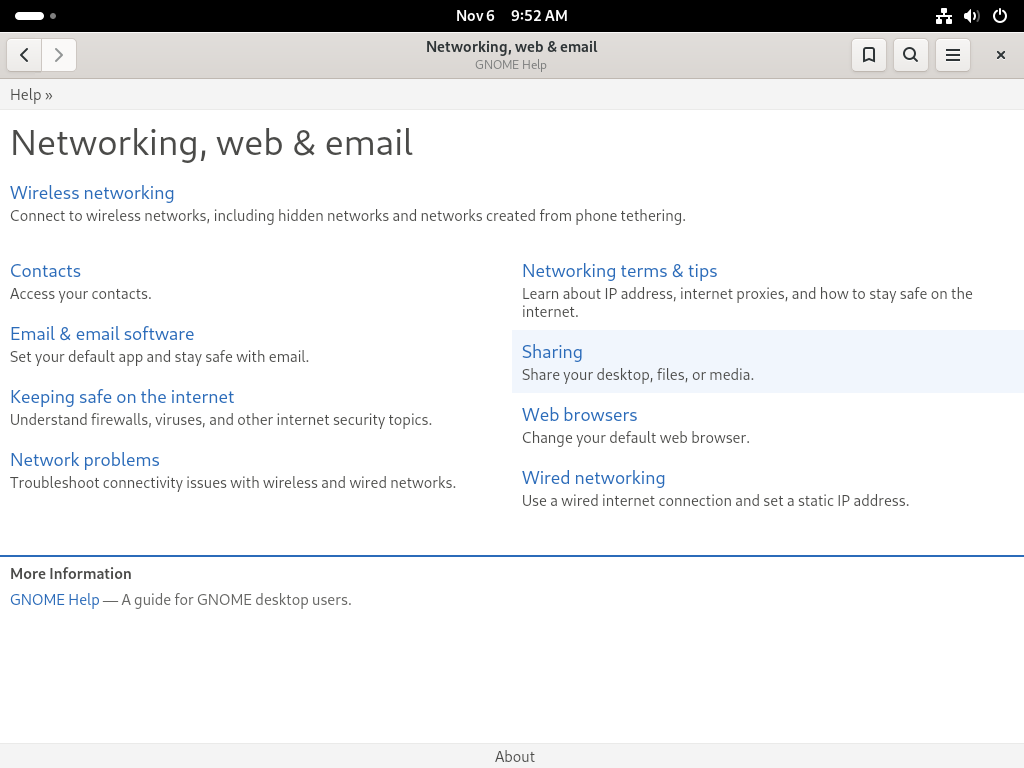 Nov 6 9:52 AM
Networking, web & email
GNOME Help
Help »
Networking, web & email
Wireless networking
Connect to wireless networks, including hidden networks and networks created from phone tethering.
Contacts
Access your contacts.
Email & email software
Set your default app and stay safe with email.
Keeping safe on the internet
Understand firewalls, viruses, and other internet security topics.
Network problems
Troubleshoot connectivity issues with wireless and wired networks.
Networking terms & tips
Learn about IP address, internet proxies, and how to stay safe on the
internet.
Sharing
Share your desktop, files, or media.
Web browsers
Change your default web browser.
Wired networking
Use a wired internet connection and set a static IP address.
More Information
GNOME Help — A guide for GNOME desktop users.
About